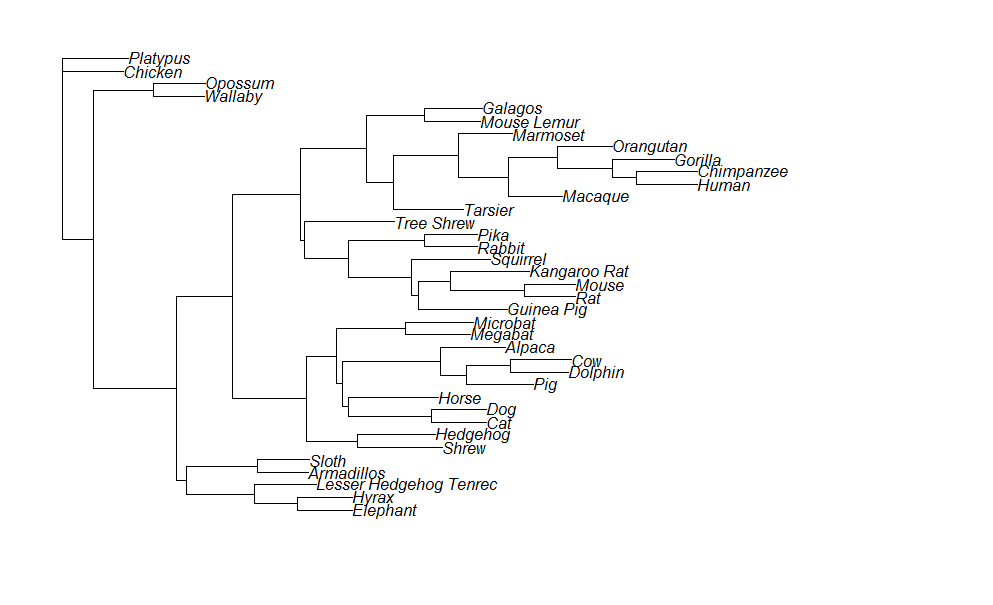 Platypus
Chicken
Opossum
Wallaby
Galagos
Mouse Lemur
Marmoset
Orangutan
Gorilla
Chimpanzee
Human
Macaque
Tarsier
Tree Shrew
Pika
Rabbit
Squirrel
Kangaroo Rat
Mouse
Rat
Guinea Pig
Microbat
Megabat
Alpaca
Cow
Dolphin
Pig
Horse
Dog
Cat
Hedgehog
Shrew
Sloth
Armadillos
Lesser Hedgehog Tenrec
Hyrax
Elephant